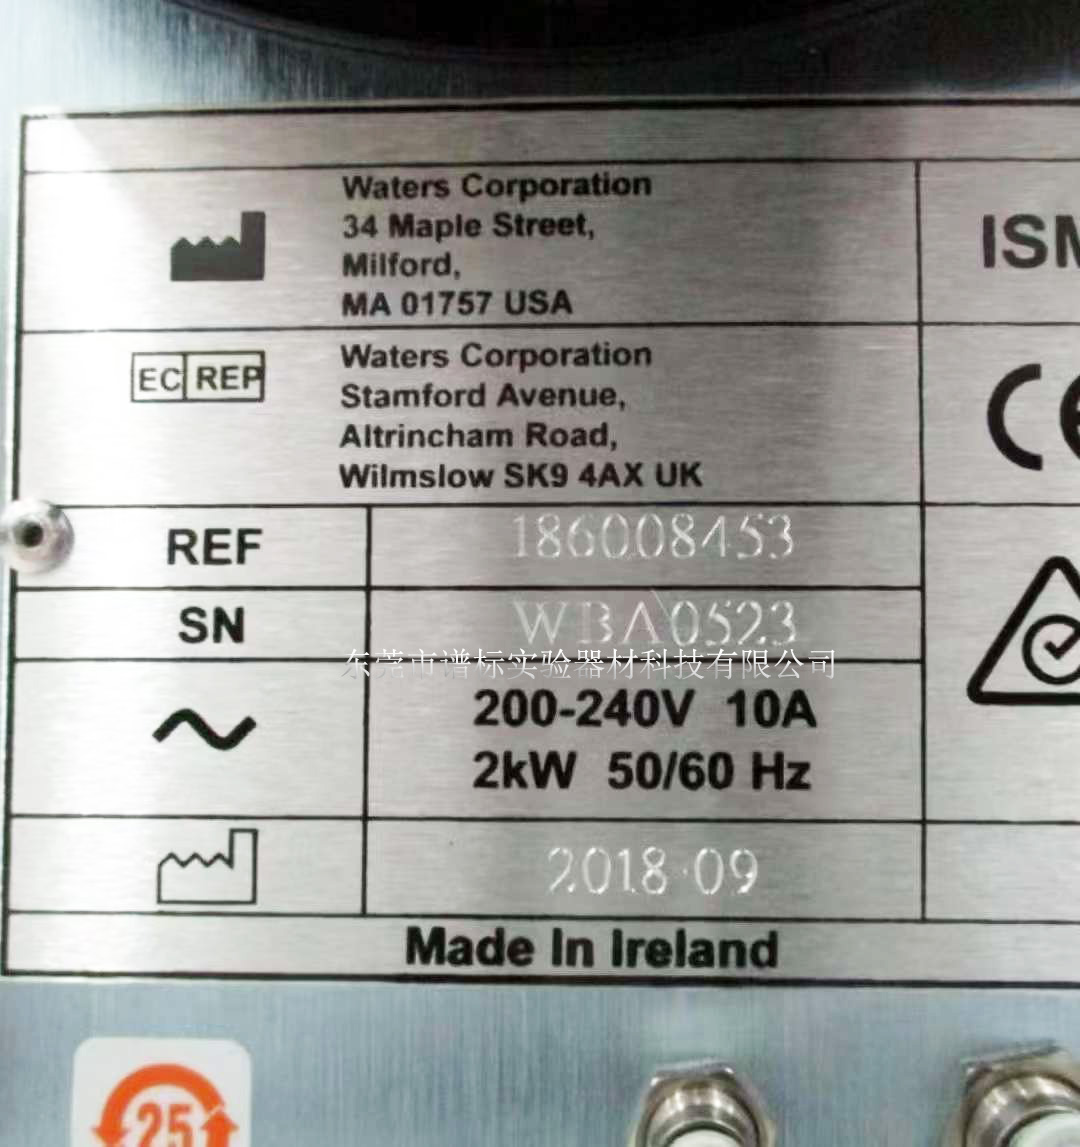 Waters Corporation
34 Maple Street,
Milford,
MA 01757 USA
ISM
EC REP
Waters Corporation
Stamford Avenue,
Altrincham Road,
Wilmslow SK9 4AX UK
CE
REF
186008453
SN
WBA0523
东莞市谱标实验器材科技有限公司
200-240V 10A
2kW 50/60 Hz
2018·09
Made In Ireland
25